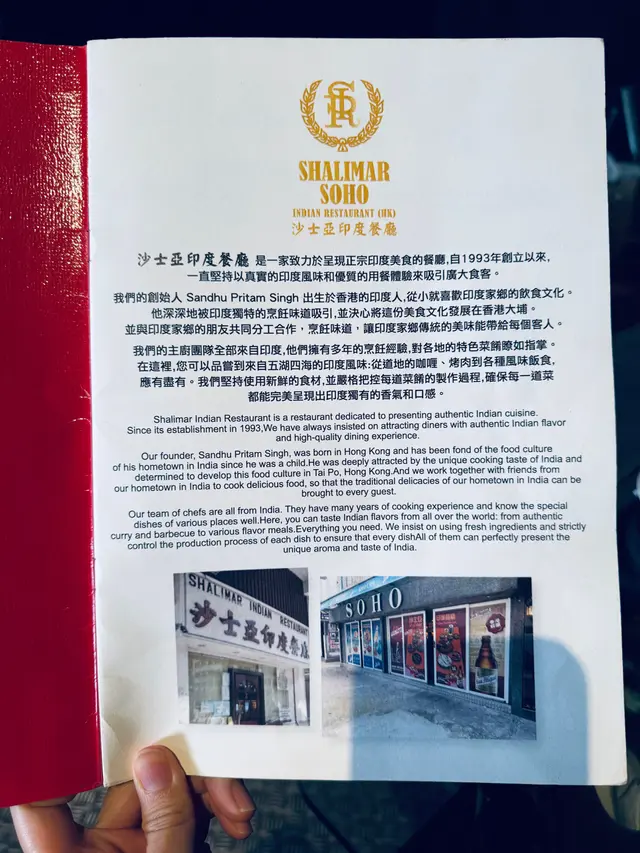 SHALIMAR
SOHO
INDIAN RESTAURANT (HK)
沙士亞印度餐廳
沙士亞印度餐廳 是一家致力於呈現正宗印度美食的餐廳,自1993年創立以來,
一直堅持以真實的印度風味和優質的用餐體驗來吸引廣大食客。
我們的創始人 Sandhu Pritam Singh 出生於香港的印度人,從小就喜歡印度家鄉的飲食文化。
他深深地被印度獨特的烹飪味道吸引,並決心將這份美食文化發展在香港大埔。
並與印度家鄉的朋友共同分工合作，烹飪味道，讓印度家鄉傳統的美味能帶給每個客人。
我們的主廚團隊全部來自印度,他們擁有多年的烹飪經驗,對各地的特色菜餚瞭如指掌。
在這裡,您可以品嘗到來自五湖四海的印度風味:從道地的咖喱、烤肉到各種風味飯食,
應有盡有。我們堅持使用新鮮的食材,並嚴格把控每道菜餚的製作過程,確保每一道菜
都能完美呈現出印度獨有的香氣和口感。
Shalimar Indian Restaurant is a restaurant dedicated to presenting authentic Indian cuisine.
Since its establishment in 1993,We have always insisted on attracting diners with authentic Indian flavor
and high-quality dining experience.
Our founder, Sandhu Pritam Singh, was born in Hong Kong and has been fond of the food culture
of his hometown in India since he was a child.He was deeply attracted by the unique cooking taste of India and
determined to develop this food culture in Tai Po, Hong Kong.And we work together with friends from
our hometown in India to cook delicious food, so that the traditional delicacies of our hometown in India can be
brought to every guest.
Our team of chefs are all from India. They have many years of cooking experience and know the special
dishes of various places well.Here, you can taste Indian flavors from all over the world: from authentic
curry and barbecue to various flavor meals.Everything you need. We insist on using fresh ingredients and strictly
control the production process of each dish to ensure that every dishAll of them can perfectly present the
unique aroma and taste of India.
SHALIMAR INDIAN RESTAURANT
沙士亞印度餐廳
SOHO